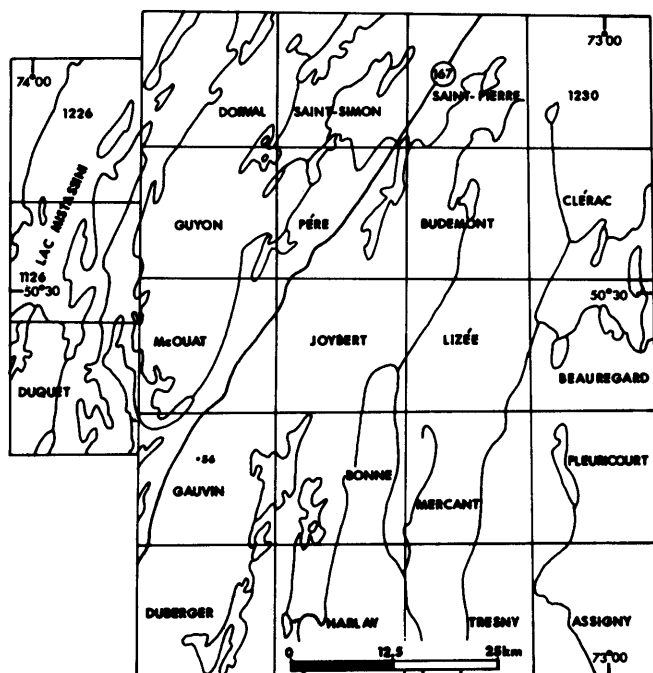 73°00
74°00
167
1226
DORVAL
SAINT-SIMON
SAINT-PIERRE
1230
LAC MISTASSINI
GUYON
PÉRE
BUDEMONT
CLÉRAC
1126
50°30
50°30
McOUAT
JOYBERT
LIZÉE
DUQUET
BEAUREGARD
•56
GAUVIN
BONNE
MERCANT
FLEURICOURT
DUBERGER
HARLAY
TRESNY
ASSIGNY
0 12.5 25km
73°00